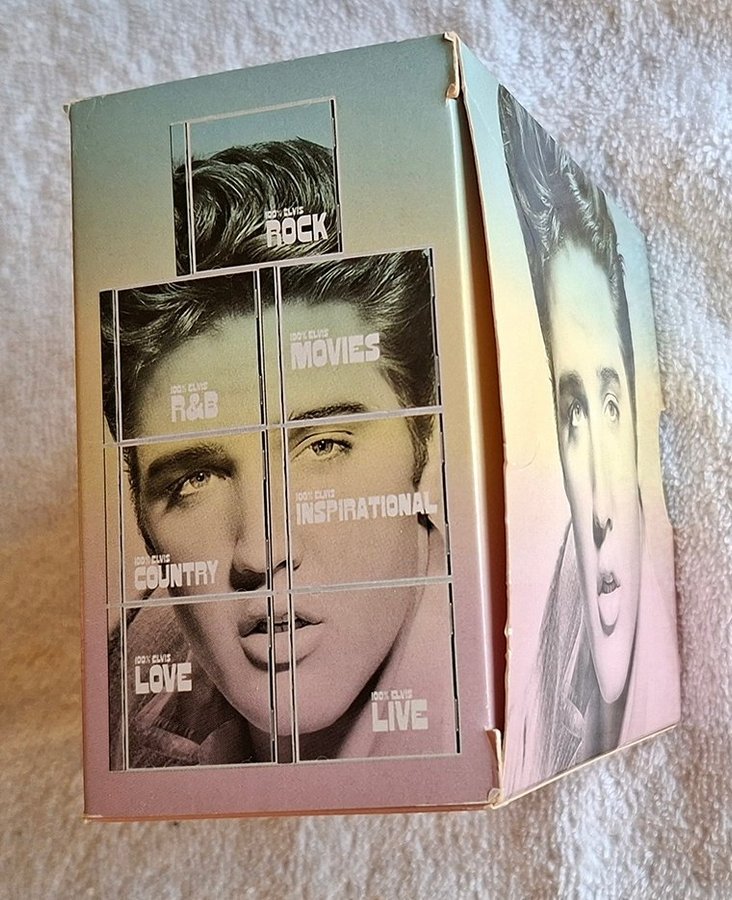 100% ELVIS
ROCK
100% ELVIS
R&B
100% ELVIS
MOVIES
100% ELVIS
COUNTRY
100% ELVIS
INSPIRATIONAL
100% ELVIS
LOVE
100% ELVIS
LIVE